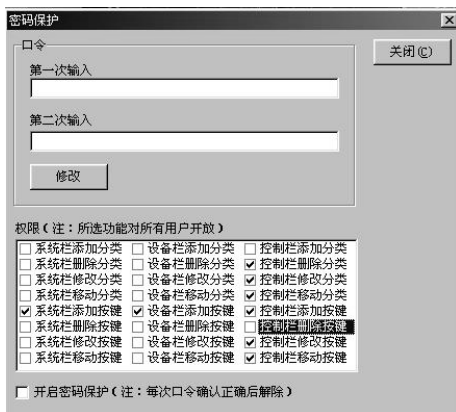 密码保护
口令
关闭(C)
第一次输入
第二次输入
修改
权限(注:所选功能对所有用户开放)
系统栏添加分类 设备栏添加分类 控制栏添加分类
系统栏删除分类 设备栏删除分类 控制栏删除分类
系统栏修改分类 设备栏修改分类 控制栏修改分类
系统栏移动分类 设备栏移动分类 控制栏移动分类
系统栏添加按键 设备栏添加按键 控制栏添加按键
系统栏删除按键 设备栏删除按键 控制栏删除按键
系统栏修改按键 设备栏修改按键 控制栏修改按键
系统栏移动按键 设备栏移动按键 控制栏移动按键
开启密码保护(注:每次口令确认正确后解除)